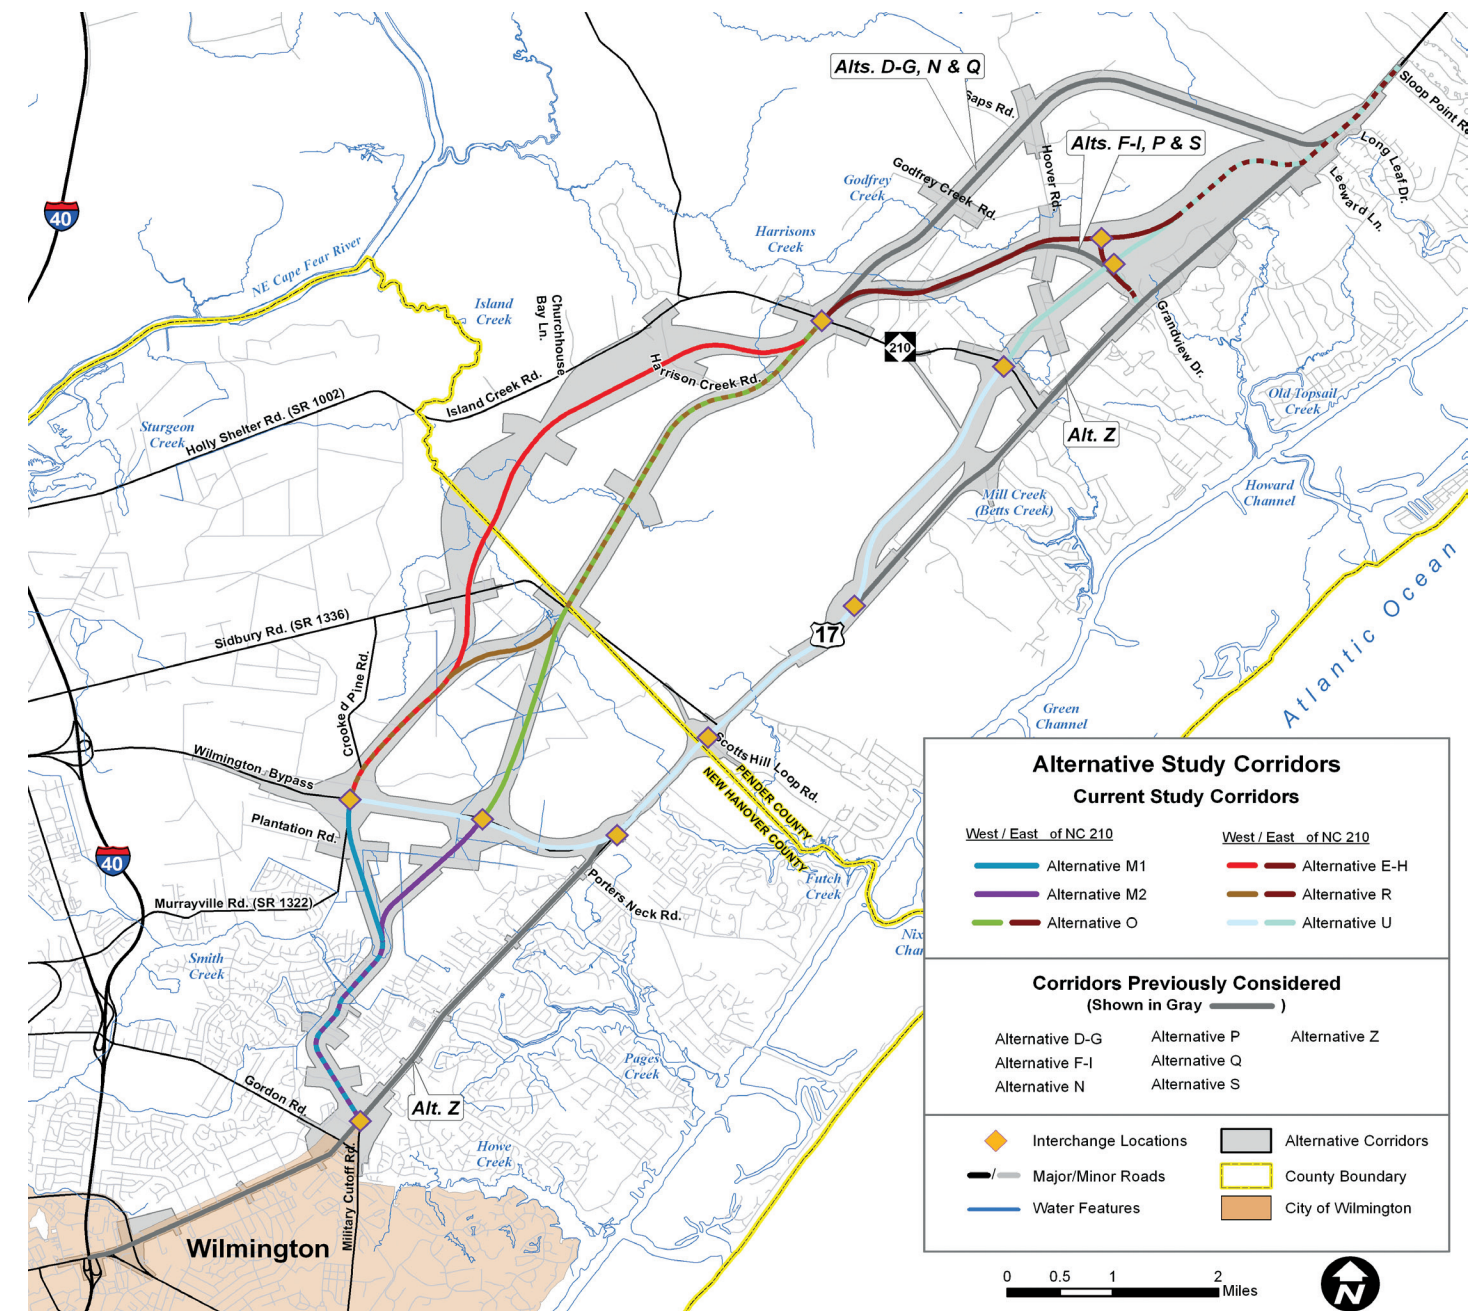 Alts. D-G, N & Q
Sloop Point Rd.
Saps Rd.
Alts. F-I, P & S
Long Leaf Dr.
Leeward Ln.
Hoover Rd.
Godfrey Creek
Godfrey Creek Rd.
40
Harrisons Creek
NE Cape Fear River
Island Creek
Churchhouse Bay Ln.
Grandview Dr.
210
Harrison Creek Rd.
Island Creek Rd.
Old Topsail Creek
Holly Shelter Rd. (SR 1002)
Sturgeon Creek
Alt. Z
Howard Channel
Mill Creek (Betts Creek)
Atlantic Ocean
17
Sidbury Rd. (SR 1336)
Crooked Pine Rd.
Green Channel
Scotts Hill Loop Rd.
Wilmington Bypass
PENDER COUNTY
NEW HANOVER COUNTY
Plantation Rd.
40
Futch Creek
Porters Neck Rd.
Murrayville Rd. (SR 1322)
Smith Creek
Pages Creek
Gordon Rd.
Alt. Z
Howe Creek
Military Cutoff Rd.
Wilmington
Alternative Study Corridors
Current Study Corridors
West / East of NC 210
West / East of NC 210
Alternative M1
Alternative E-H
Alternative M2
Alternative R
Alternative O
Alternative U
Corridors Previously Considered
(Shown in Gray )
Alternative D-G
Alternative P
Alternative Z
Alternative F-I
Alternative Q
Alternative N
Alternative S
Interchange Locations
Alternative Corridors
Major/Minor Roads
County Boundary
Water Features
City of Wilmington
0 0.5 1 2
Miles
N